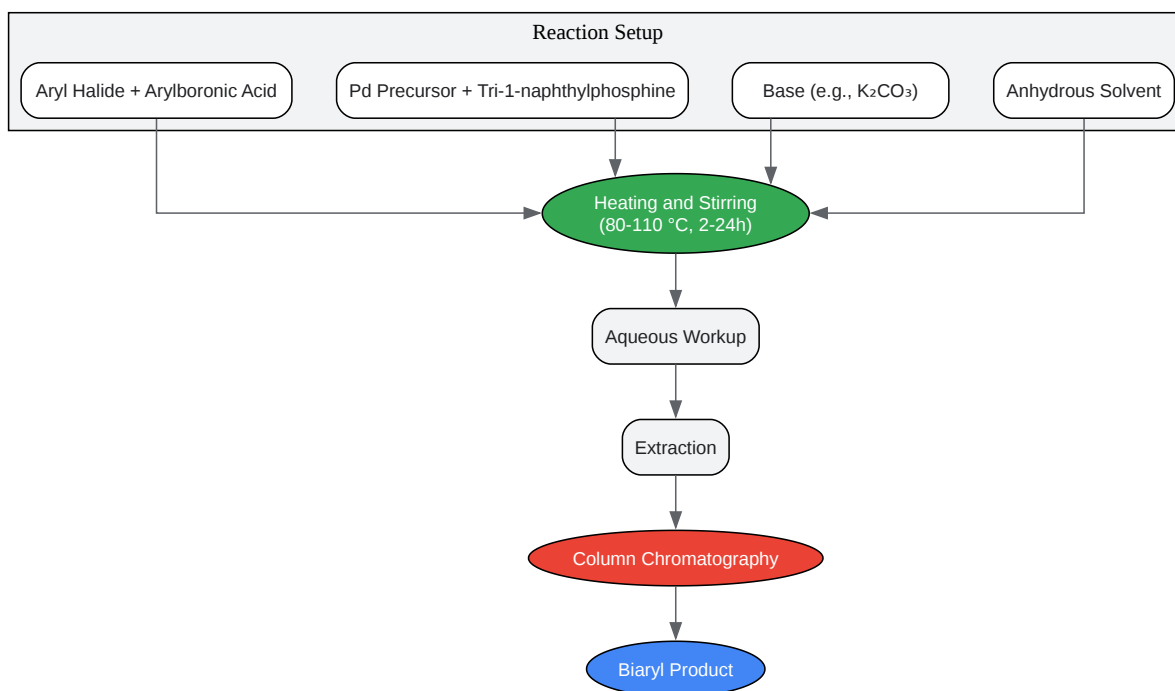 Reaction Setup
Aryl Halide + Arylboronic Acid
Pd Precursor + Tri-1-naphthylphosphine
Base (e.g., K₂CO₃)
Anhydrous Solvent
Heating and Stirring
(80-110 °C, 2-24h)
Aqueous Workup
Extraction
Column Chromatography
Biaryl Product